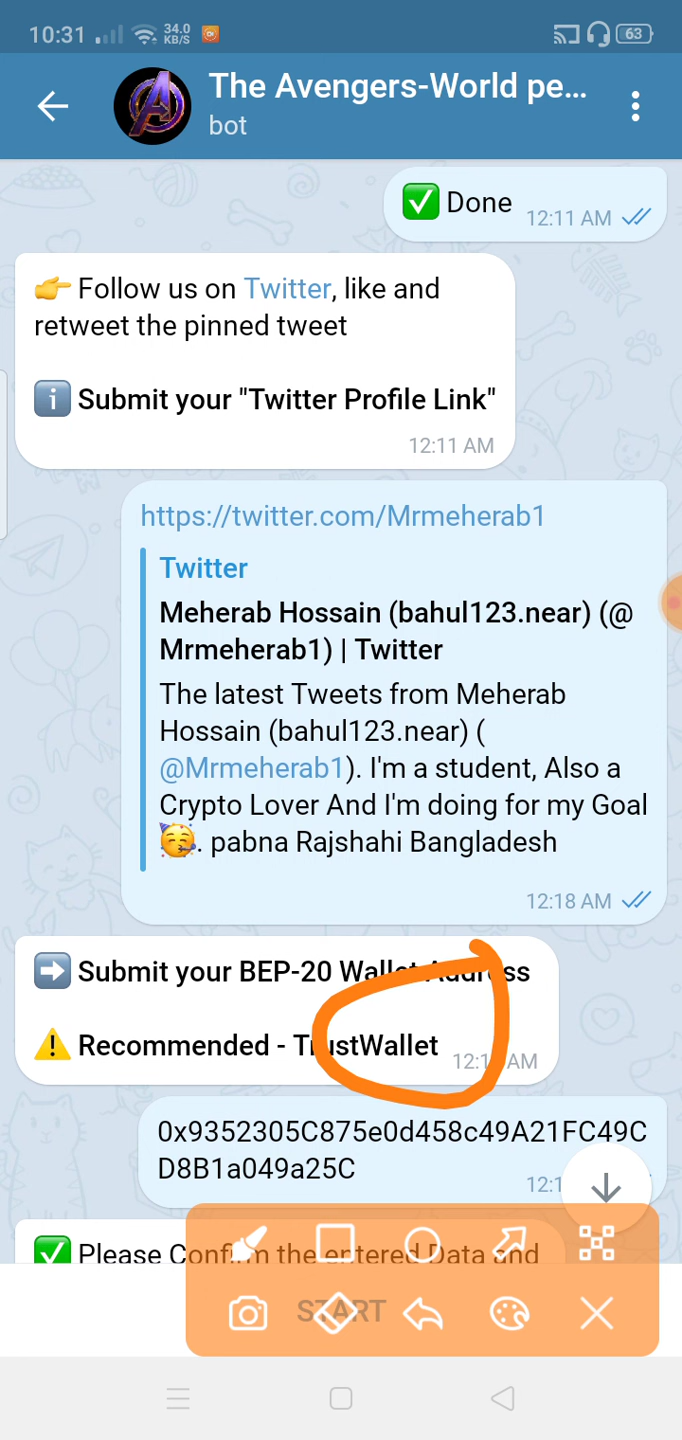 10:31
34.0
KB/S
63
The Avengers-World pe...
bot
✅ Done
12:11 AM
👉 Follow us on Twitter, like and
retweet the pinned tweet
ℹ️ Submit your "Twitter Profile Link"
12:11 AM
https://twitter.com/Mrmeherab1
Twitter
Meherab Hossain (bahul123.near) (@
Mrmeherab1) | Twitter
The latest Tweets from Meherab
Hossain (bahul123.near) (
@Mrmeherab1). I'm a student, Also a
Crypto Lover And I'm doing for my Goal
🥳. pabna Rajshahi Bangladesh
12:18 AM
➡️ Submit your BEP-20 Wallet Address
⚠️ Recommended - TrustWallet
AM
0x9352305C875e0d458c49A21FC49C
D8B1a049a25C
✅ Please Confirm the entered Data and
START